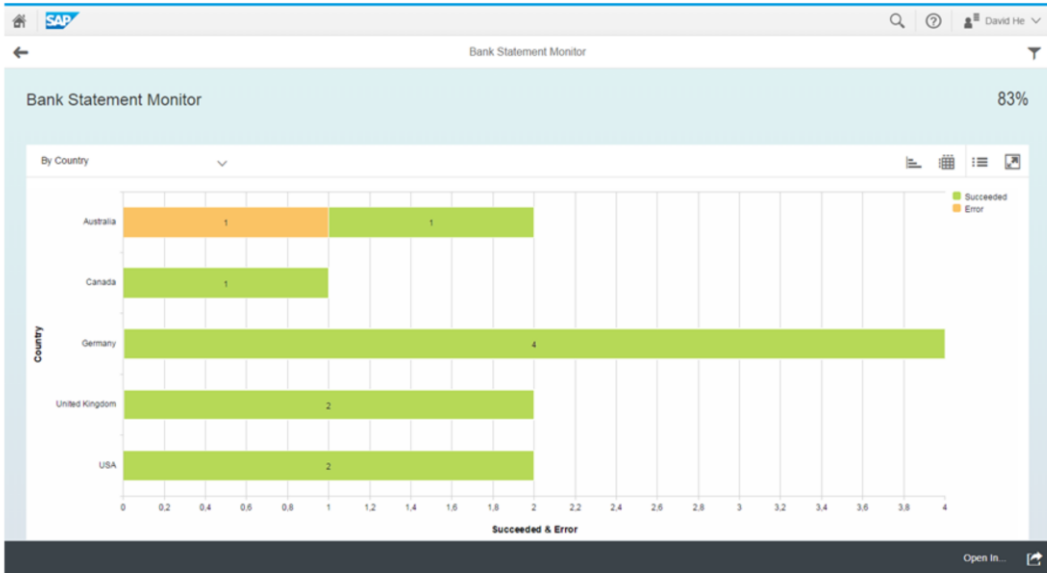 SAP
David He
Bank Statement Monitor
Bank Statement Monitor
83%
By Country
Succeeded
Error
Australia
1
1
Canada
1
Germany
4
United Kingdom
2
USA
2
Country
0 0,2 0,4 0,6 0,8 1 1,2 1,4 1,6 1,8 2 2,2 2,4 2,6 2,8 3 3,2 3,4 3,6 3,8 4
Succeeded & Error
Open In...